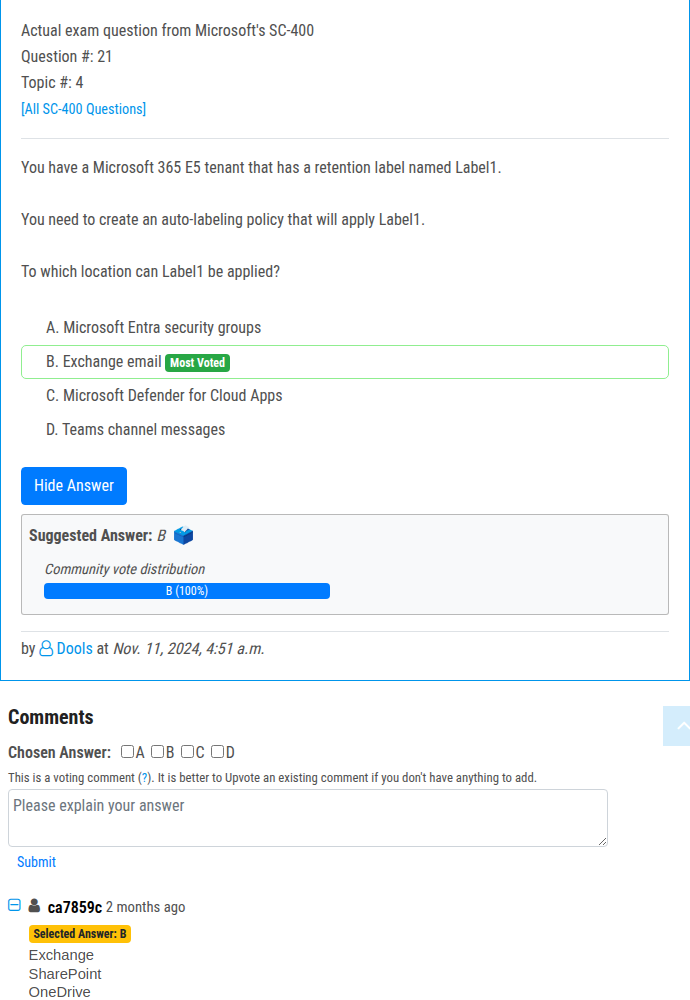 Actual exam question from Microsoft's SC-400
Question #: 21
Topic #: 4
[All SC-400 Questions]
You have a Microsoft 365 E5 tenant that has a retention label named Label1.
You need to create an auto-labeling policy that will apply Label1.
To which location can Label1 be applied?
A. Microsoft Entra security groups
B. Exchange email Most Voted
C. Microsoft Defender for Cloud Apps
D. Teams channel messages
Hide Answer
Suggested Answer: B
Community vote distribution
B (100%)
by Dools at Nov. 11, 2024, 4:51 a.m.
Comments
Chosen Answer: A B C D
This is a voting comment (?). It is better to Upvote an existing comment if you don't have anything to add.
Please explain your answer
Submit
ca7859c 2 months ago
Selected Answer: B
Exchange
SharePoint
OneDrive